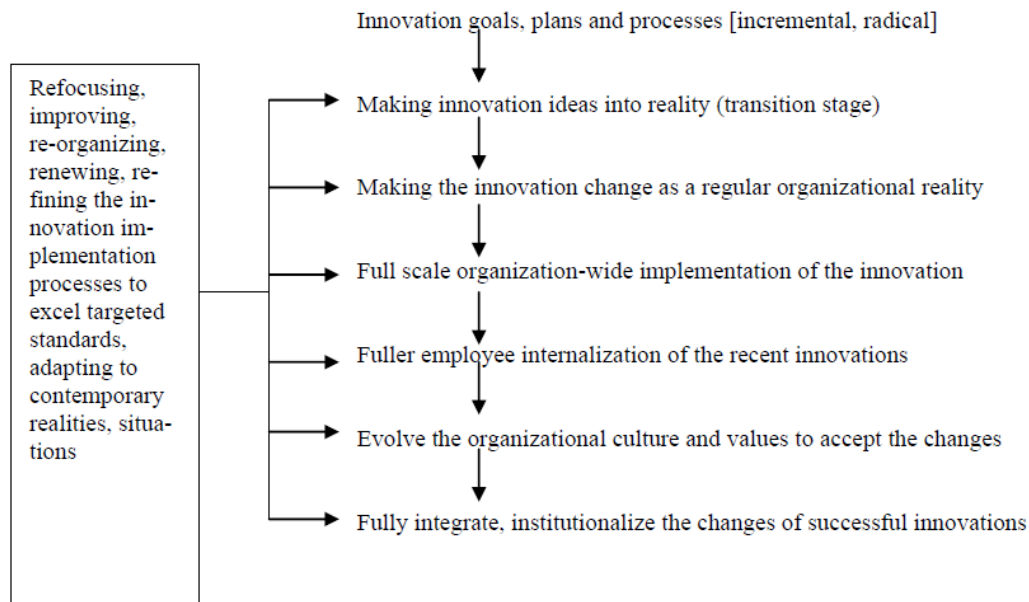 Innovation goals, plans and processes [incremental, radical]
Refocusing,
improving,
re-organizing,
renewing, re-
fining the in-
novation im-
plementation
processes to
excel targeted
standards,
adapting to
contemporary
realities, situa-
tions
Making innovation ideas into reality (transition stage)
Making the innovation change as a regular organizational reality
Full scale organization-wide implementation of the innovation
Fuller employee internalization of the recent innovations
Evolve the organizational culture and values to accept the changes
Fully integrate, institutionalize the changes of successful innovations